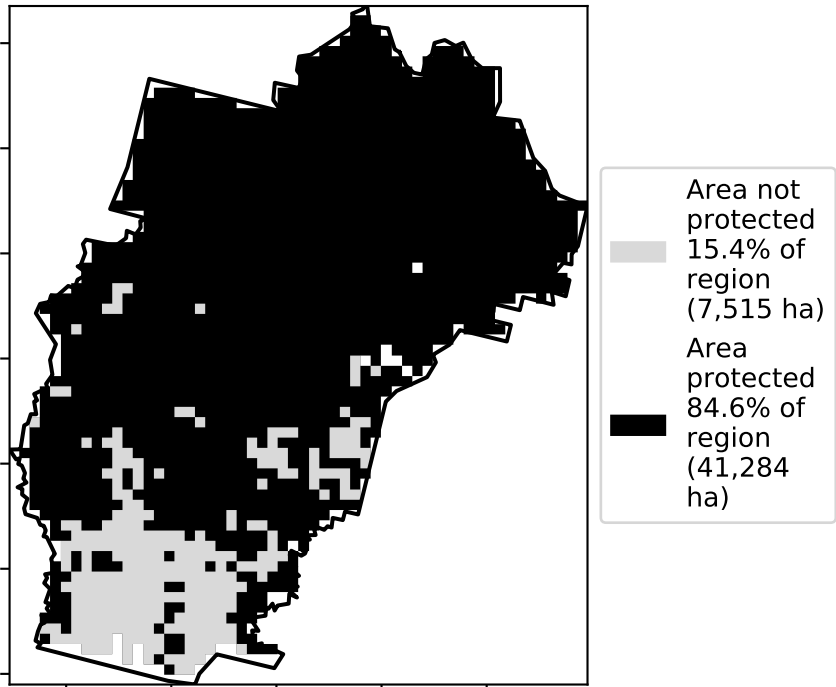 Area not
protected
15.4% of
region
(7,515 ha)
Area
protected
84.6% of
region
(41,284
ha)